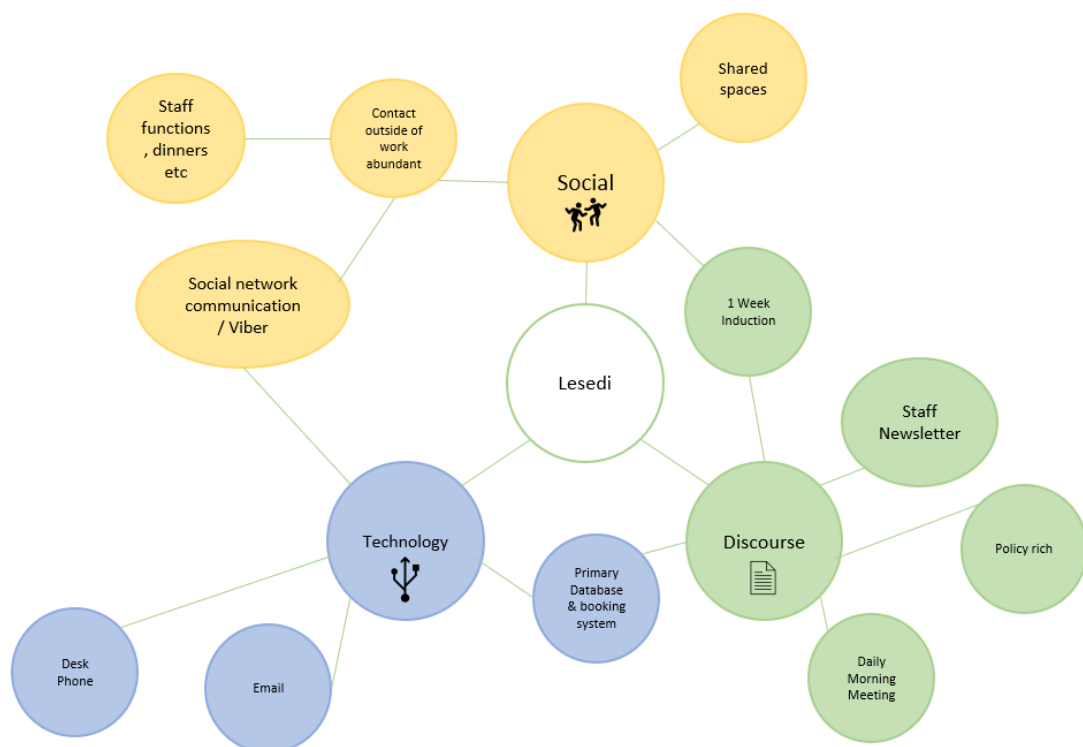 Shared
spaces
Staff
functions
, dinners
etc
Contact
outside of
work
abundant
Social
Social network
communication
/ Viber
1 Week
Induction
Lesedi
Staff
Newsletter
Technology
Primary
Database
& booking
system
Discourse
Policy rich
Desk
Phone
Email
Daily
Morning
Meeting